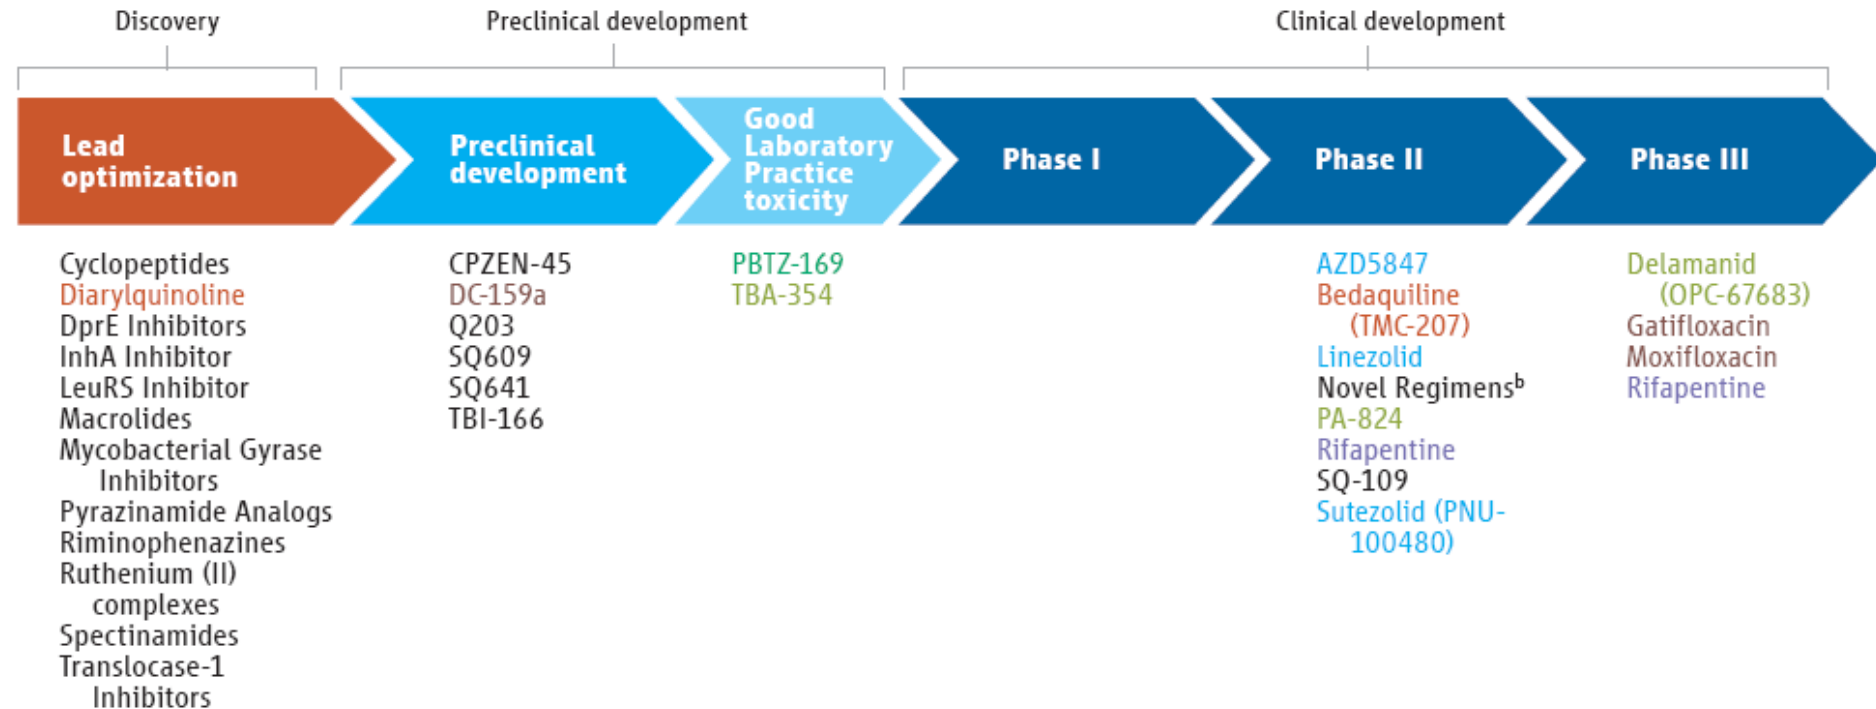 Discovery
Preclinical development
Clinical development
Lead
optimization
Preclinical
development
Good
Laboratory
Practice
toxicity
Phase I
Phase II
Phase III
Cyclopeptides
Diarylquinoline
DprE Inhibitors
InhA Inhibitor
LeuRS Inhibitor
Macrolides
Mycobacterial Gyrase
Inhibitors
Pyrazinamide Analogs
Riminophenazines
Ruthenium (II)
complexes
Spectinamides
Translocase-1
Inhibitors
CPZEN-45
DC-159a
Q203
SQ609
SQ641
TBI-166
PBTZ-169
TBA-354
AZD5847
Bedaquiline
(TMC-207)
Linezolid
Novel Regimensᵇ
PA-824
Rifapentine
SQ-109
Sutezolid (PNU-
100480)
Delamanid
(OPC-67683)
Gatifloxacin
Moxifloxacin
Rifapentine